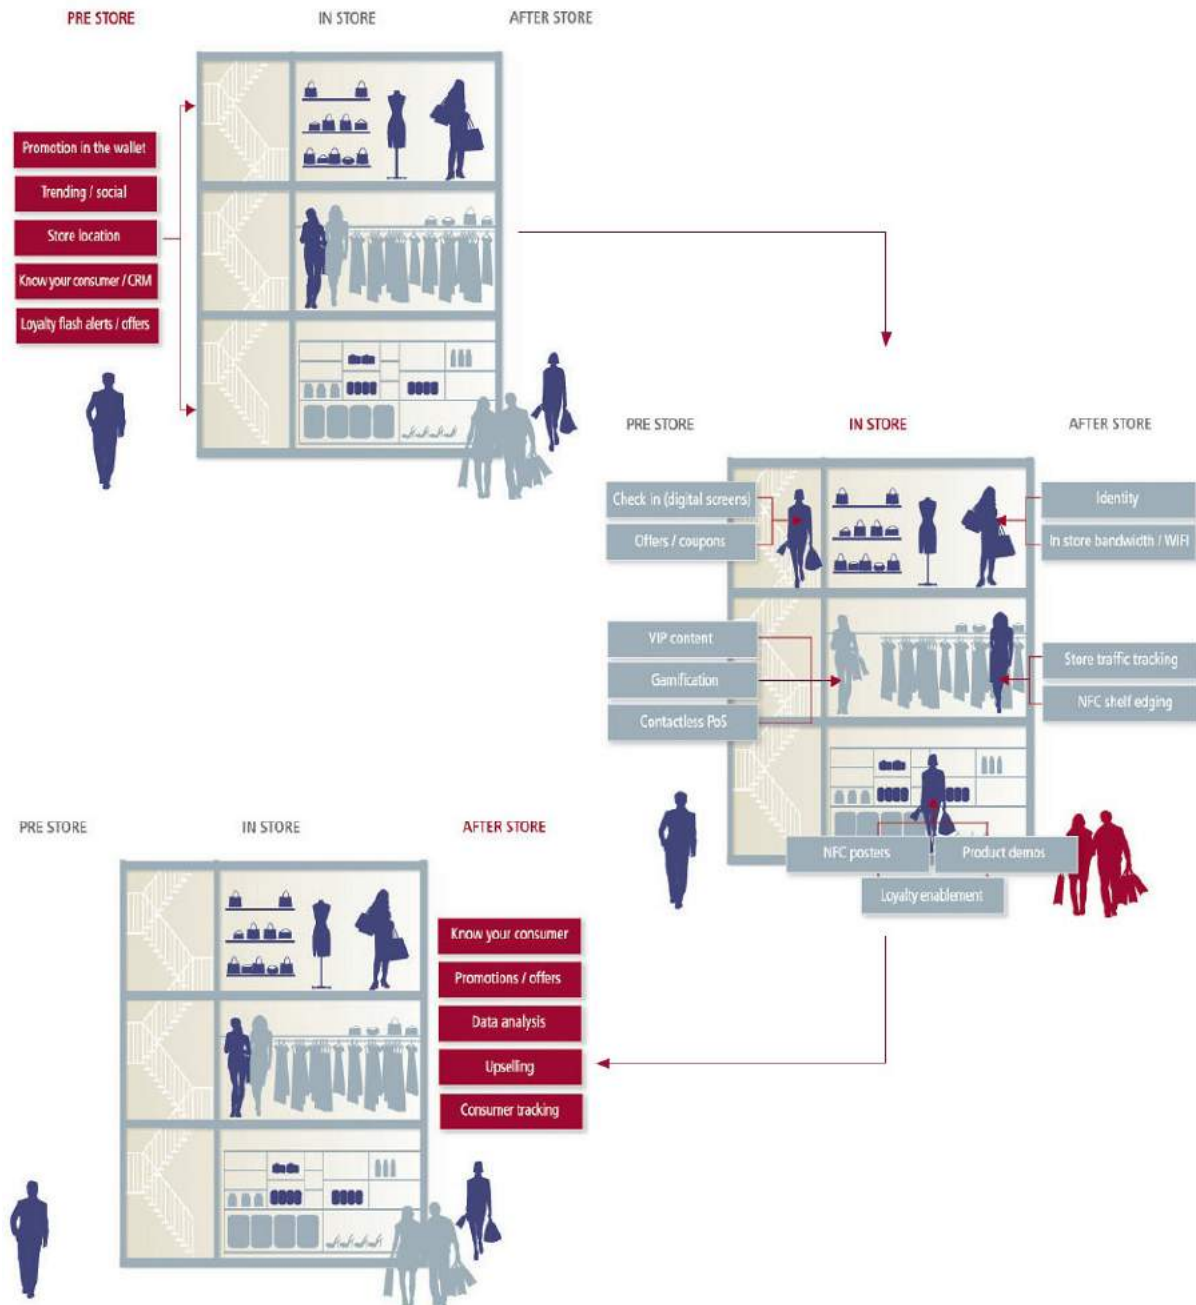 PRE STORE
IN STORE
AFTER STORE
Promotion in the wallet
Trending / social
Store location
Know your consumer / CRM
Loyalty flash alerts / offers
PRE STORE
IN STORE
AFTER STORE
Check in (digital screens)
Offers / coupons
Identity
In store bandwidth / WIFI
VIP content
Gamification
Contactless PoS
Store traffic tracking
NFC shelf edging
NFC posters
Product demos
Loyalty enablement
PRE STORE
IN STORE
AFTER STORE
Know your consumer
Promotions / offers
Data analysis
Upselling
Consumer tracking